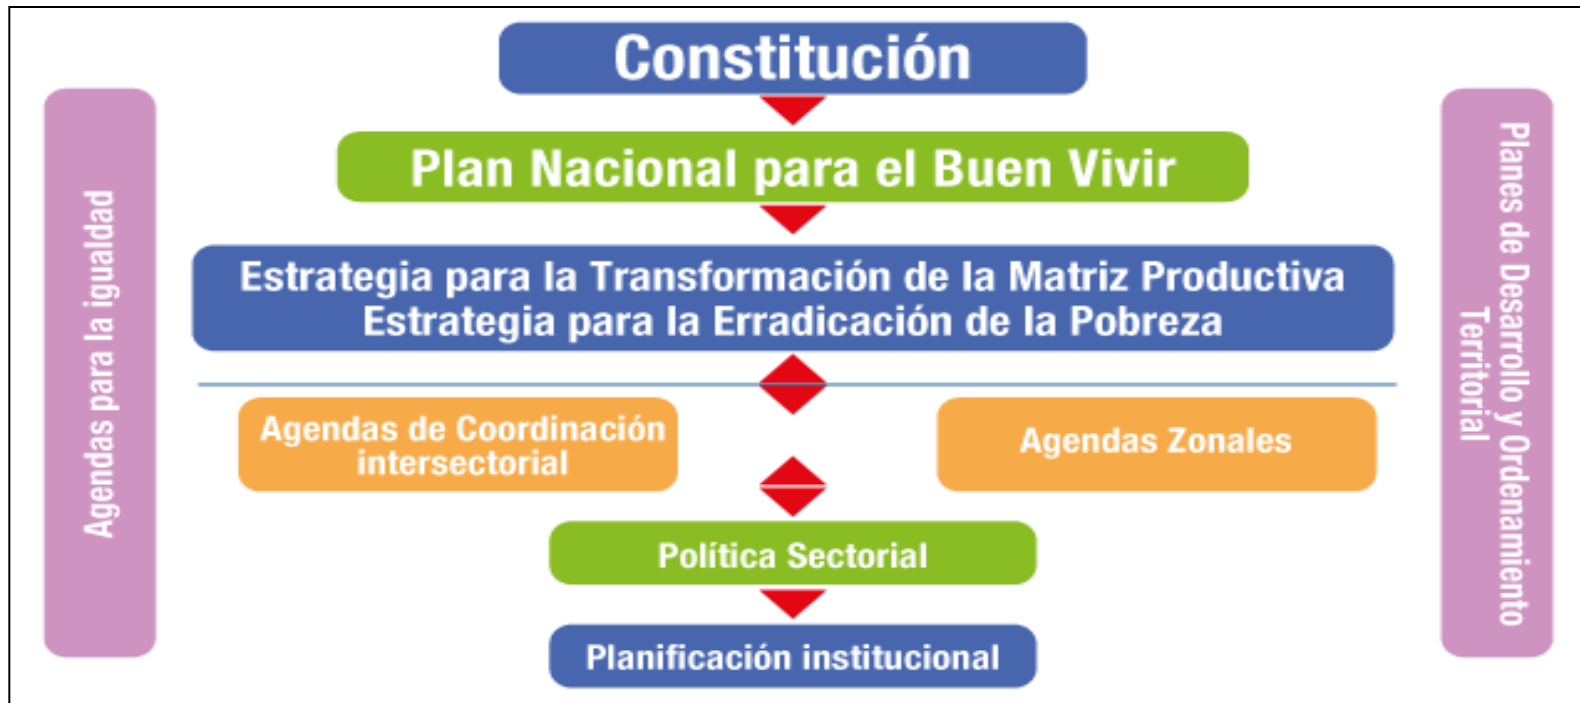 Constitución
Plan Nacional para el Buen Vivir
Estrategia para la Transformación de la Matriz Productiva
Estrategia para la Erradicación de la Pobreza
Agendas de Coordinación
intersectorial
Agendas Zonales
Política Sectorial
Planificación institucional
Agendas para la igualdad
Planes de Desarrollo y Ordenamiento
Territorial